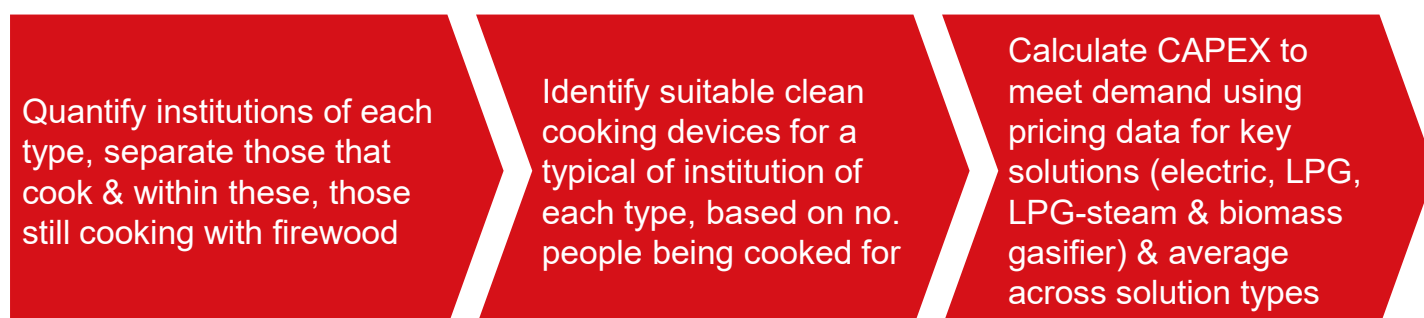 Quantify institutions of each
type, separate those that
cook & within these, those
still cooking with firewood
Identify suitable clean
cooking devices for a
typical of institution of
each type, based on no.
people being cooked for
Calculate CAPEX to
meet demand using
pricing data for key
solutions (electric, LPG,
LPG-steam & biomass
gasifier) & average
across solution types